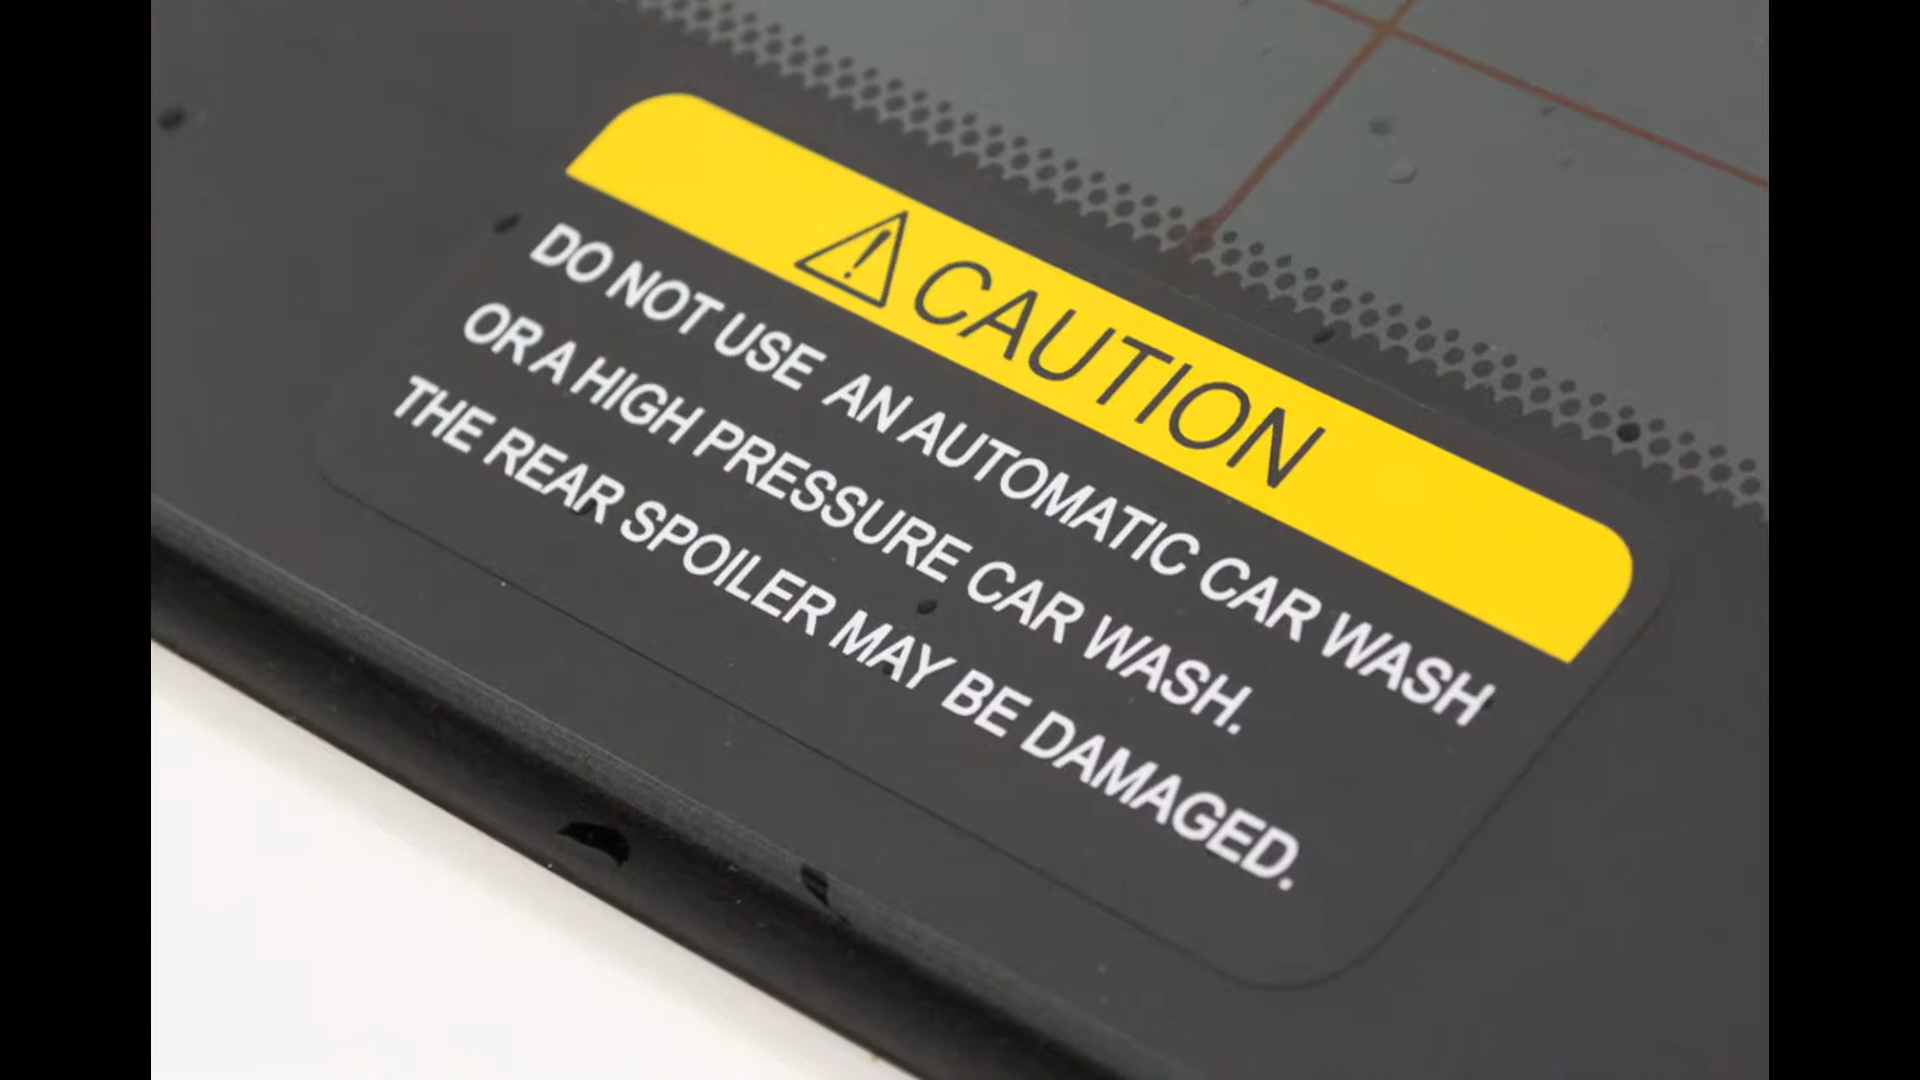 CAUTION
DO NOT USE AN AUTOMATIC CAR WASH
OR A HIGH PRESSURE CAR WASH.
THE REAR SPOILER MAY BE DAMAGED.